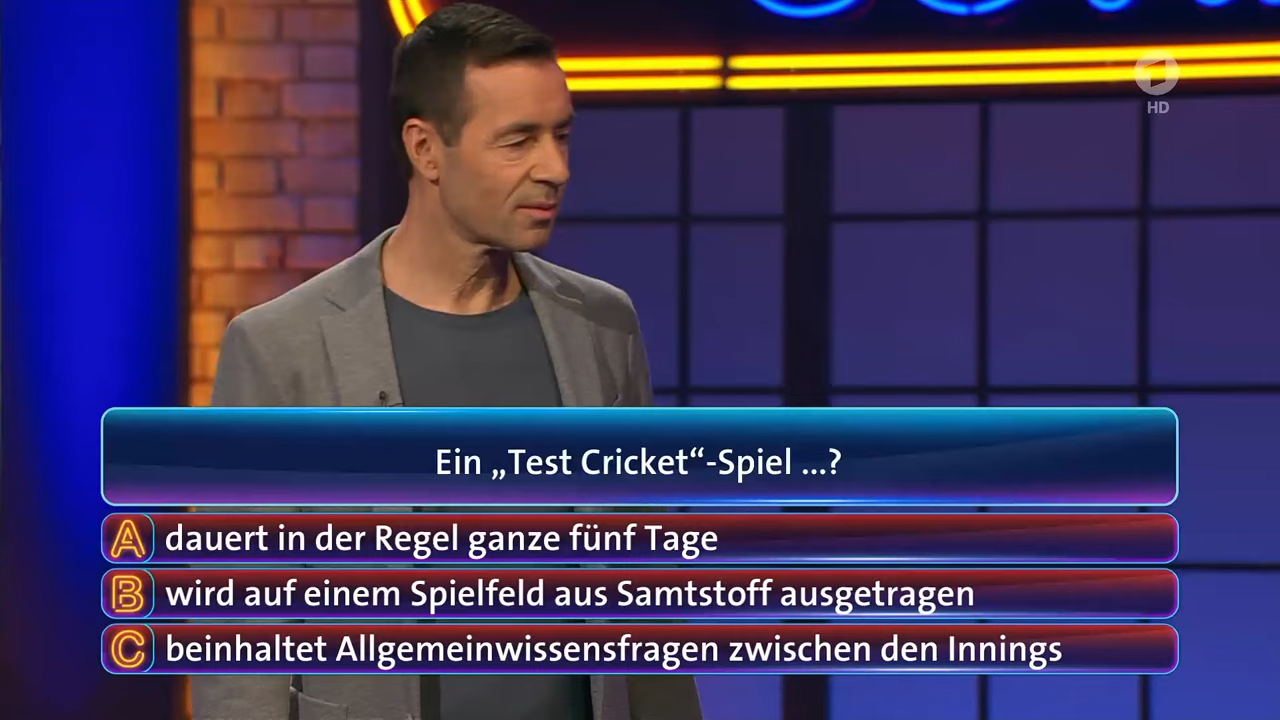 HD
Ein „Test Cricket“-Spiel ...?
A dauert in der Regel ganze fünf Tage
B wird auf einem Spielfeld aus Samtstoff ausgetragen
C beinhaltet Allgemeinwissensfragen zwischen den Innings